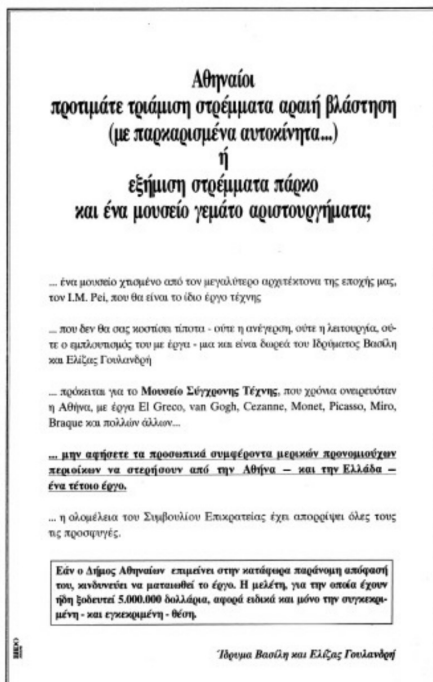 Αθηναίοι
προτιμάτε τριάμιση στρέμματα αραιή βλάστηση
(με παρκαρισμένα αυτοκίνητα...)
ή
εξήμιση στρέμματα πάρκο
και ένα μουσείο γεμάτο αριστουργήματα;
... ένα μουσείο χτισμένο από τον μεγαλύτερο αρχιτέκτονα της εποχής μας,
τον I.M. Pei, που θα είναι το ίδιο έργο τέχνης
... που δεν θα σας κοστίσει τίποτα - ούτε η ανέγερση, ούτε η λειτουργία, ού-
τε ο εμπλουτισμός του με έργα - μια και είναι δωρεά του Ιδρύματος Βασίλη
και Ελίζας Γουλανδρή
... πρόκειται για το Μουσείο Σύγχρονης Τέχνης, που χρόνια ονειρευόταν
η Αθήνα, με έργα El Greco, van Gogh, Cezanne, Monet, Picasso, Miro,
Braque και πολλών άλλων...
... μην αφήσετε τα προσωπικά συμφέροντα μερικών προνομιούχων
περιοίκων να στερήσουν από την Αθήνα – και την Ελλάδα –
ένα τέτοιο έργο.
... η ολομέλεια του Συμβουλίου Επικρατείας έχει απορρίψει όλες τους
τις προσφυγές.
Εάν ο Δήμος Αθηναίων επιμείνει στην κατάφωρα παράνομη απόφασή
του, κινδυνεύει να ματαιωθεί το έργο. Η μελέτη, για την οποία έχουν
ήδη ξοδευτεί 5.000.000 δολλάρια, αφορά ειδικά και μόνο την συγκεκρι-
μένη - και εγκεκριμένη - θέση.
Ίδρυμα Βασίλη και Ελίζας Γουλανδρή
BBDO